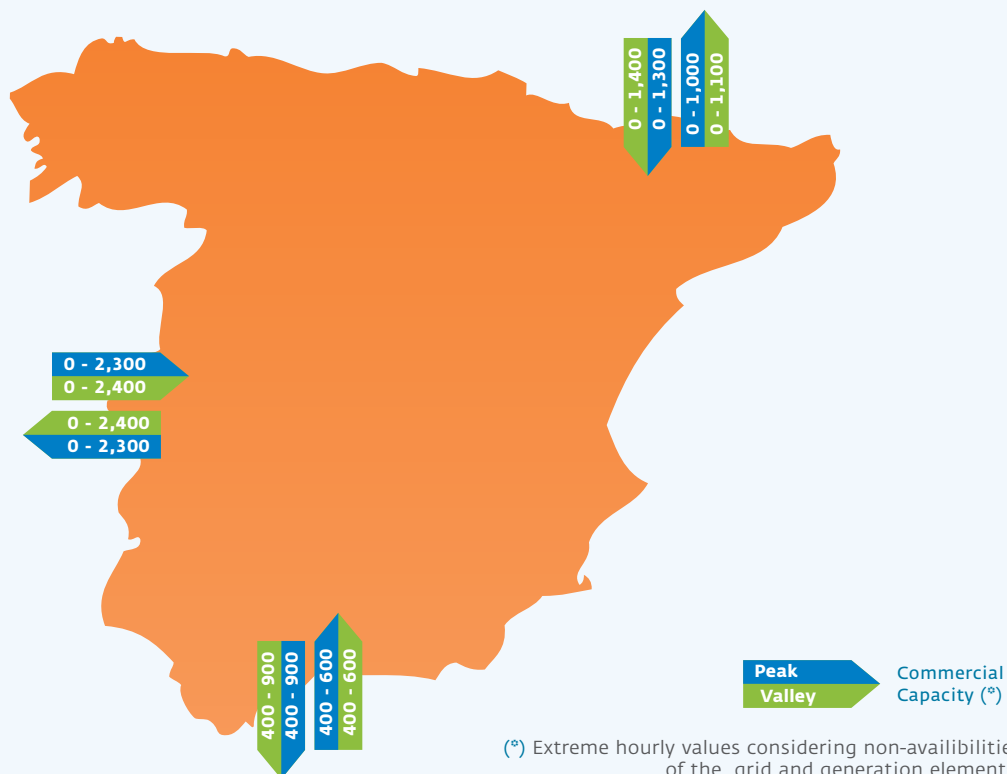 0 - 1,400
0 - 1,300
0 - 1,000
0 - 1,100
0 - 2,300
0 - 2,400
0 - 2,400
0 - 2,300
400 - 900
400 - 900
400 - 600
400 - 600
Peak
Valley
Commercial
Capacity (*)
(*) Extreme hourly values considering non-availibilitie
of the grid and generation element